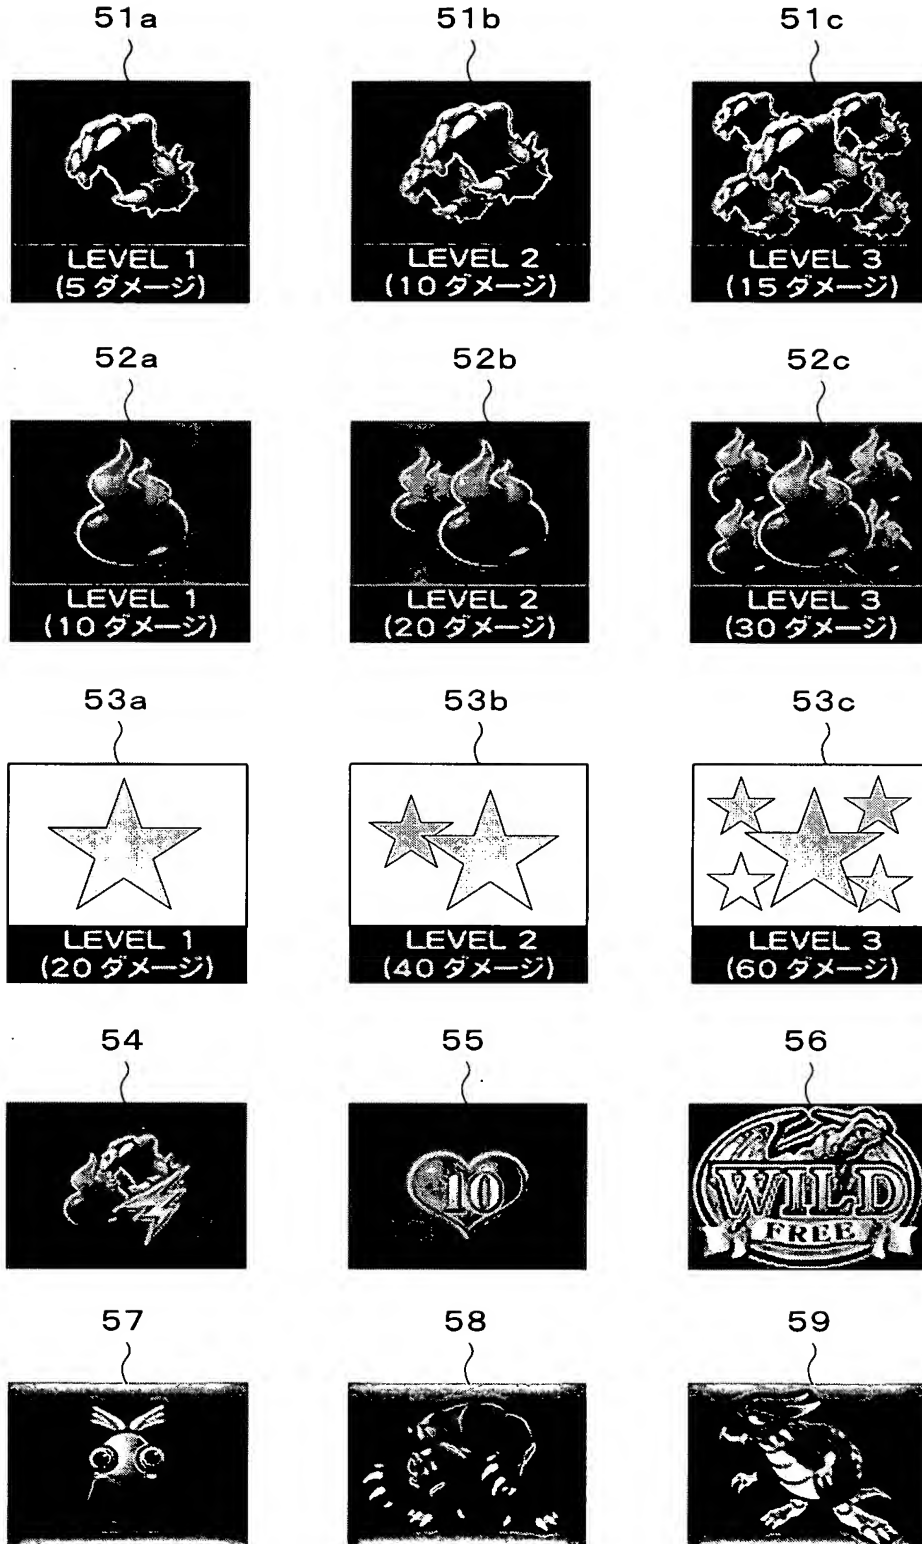 51a 51b 51c
LEVEL 1 LEVEL 2 LEVEL 3
(5 ダメージ) (10 ダメージ) (15 ダメージ)
52a 52b 52c
LEVEL 1 LEVEL 2 LEVEL 3
(10 ダメージ) (20 ダメージ) (30 ダメージ)
53a 53b 53c
LEVEL 1 LEVEL 2 LEVEL 3
(20 ダメージ) (40 ダメージ) (60 ダメージ)
54 55 56
10 WILD
FREE
57 58 59